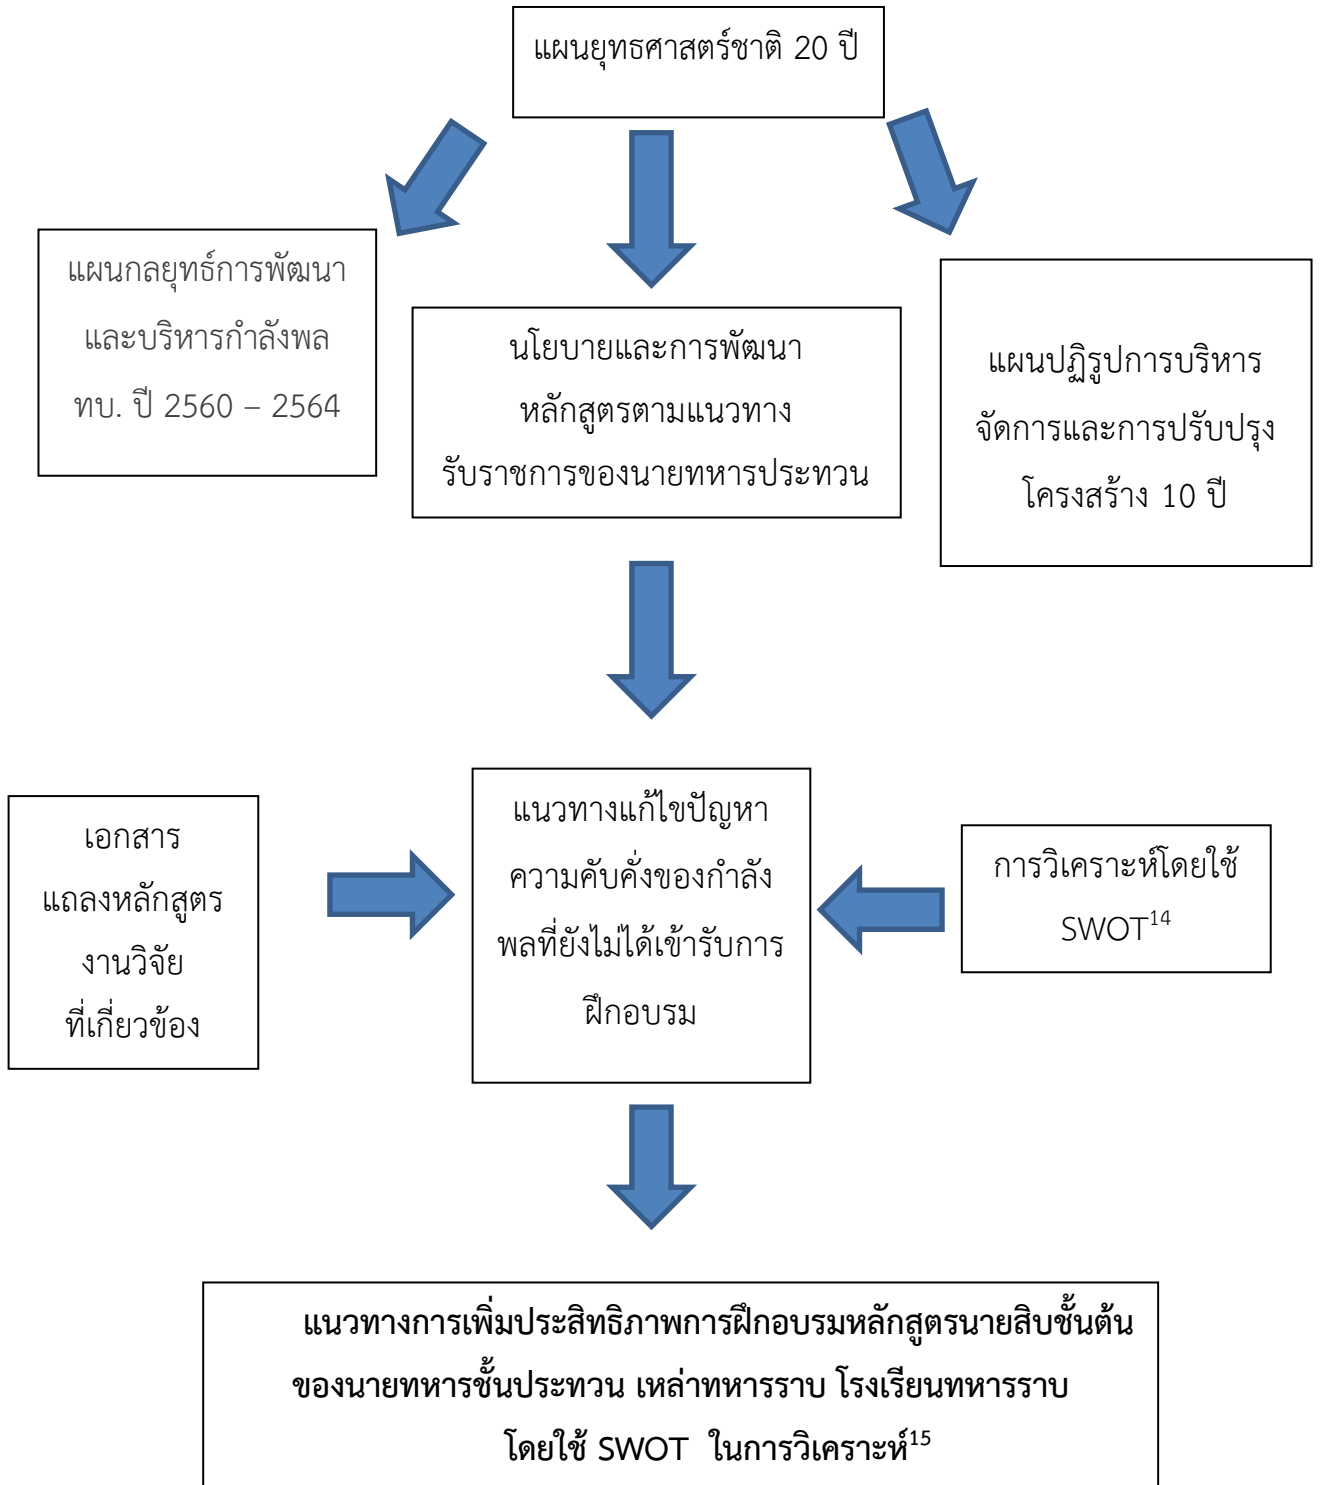 แผนยุทธศาสตร์ชาติ 20 ปี
แผนกลยุทธ์การพัฒนา
และบริหารกำลังพล
ทบ. ปี 2560 – 2564
นโยบายและการพัฒนา
หลักสูตรตามแนวทาง
รับราชการของนายทหารประทวน
แผนปฏิรูปการบริหาร
จัดการและการปรับปรุง
โครงสร้าง 10 ปี
เอกสาร
แถลงหลักสูตร
งานวิจัย
ที่เกี่ยวข้อง
แนวทางแก้ไขปัญหา
ความคับคั่งของกำลัง
พลที่ยังไม่ได้เข้ารับการ
ฝึกอบรม
การวิเคราะห์โดยใช้
SWOT¹⁴
แนวทางการเพิ่มประสิทธิภาพการฝึกอบรมหลักสูตรนายสิบชั้นต้น
ของนายทหารชั้นประทวน เหล่าทหารราบ โรงเรียนทหารราบ
โดยใช้ SWOT ในการวิเคราะห์¹⁵